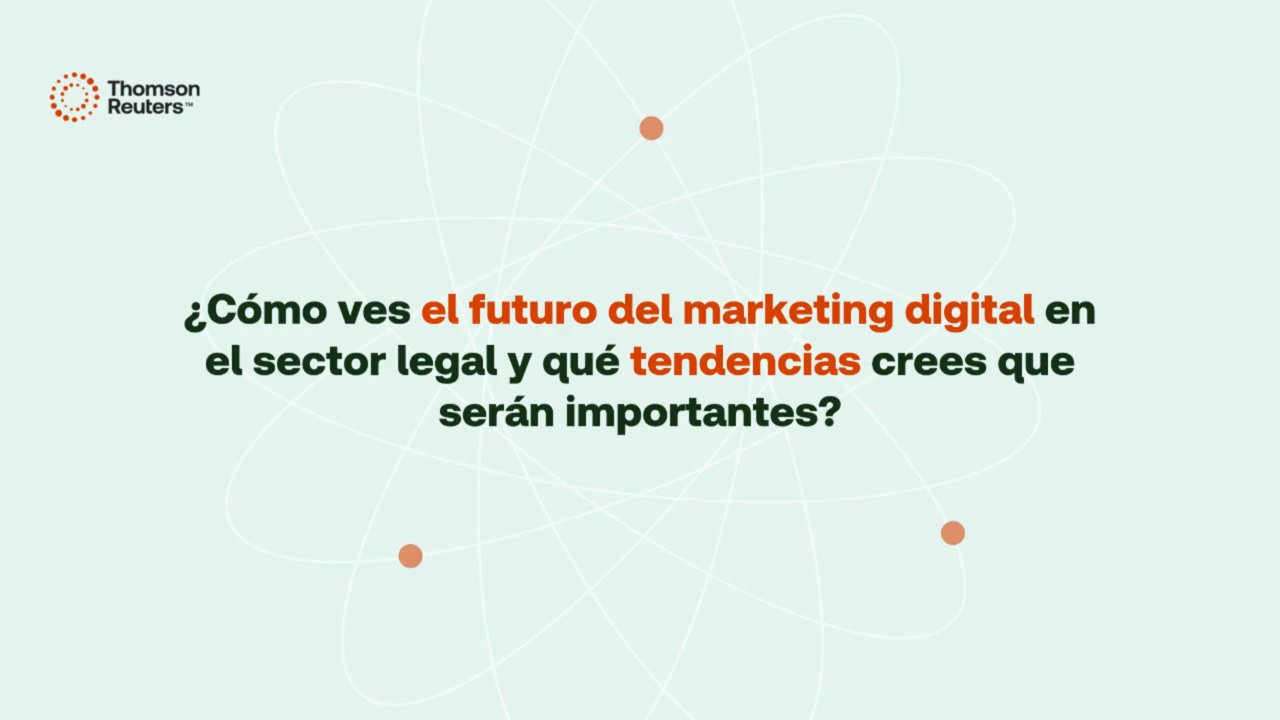 Thomson
Reuters™
¿Cómo ves el futuro del marketing digital en
el sector legal y qué tendencias crees que
serán importantes?